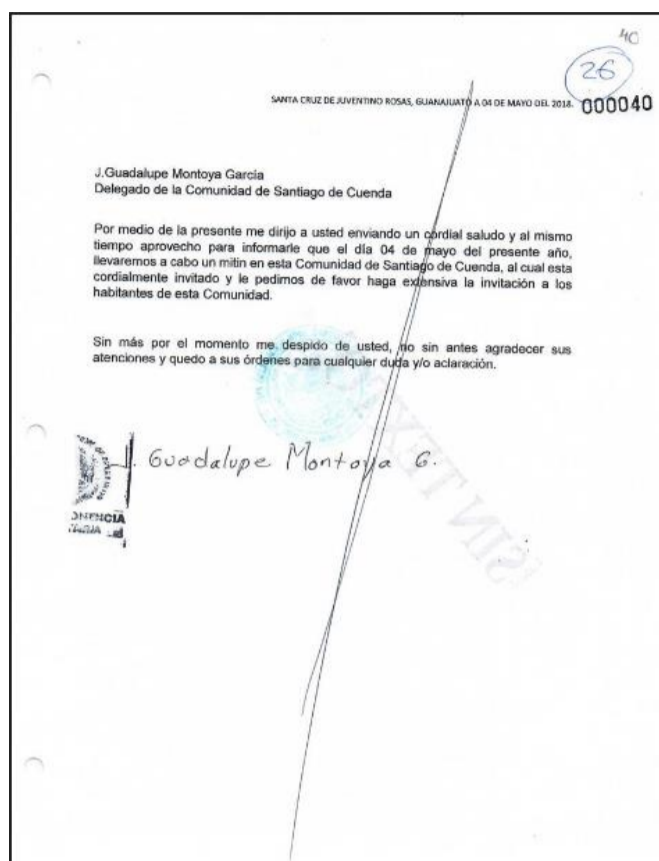 40
26
SANTA CRUZ DE JUVENTINO ROSAS, GUANAJUATO A 04 DE MAYO DEL 2018. 000040
J.Guadalupe Montoya Garcia
Delegado de la Comunidad de Santiago de Cuenda
Por medio de la presente me dirijo a usted enviando un cordial saludo y al mismo
tiempo aprovecho para informarle que el día 04 de mayo del presente año,
llevaremos a cabo un mitin en esta Comunidad de Santiago de Cuenda, al cual esta
cordialmente invitado y le pedimos de favor haga extensiva la invitación a los
habitantes de esta Comunidad.
Sin más por el momento me despido de usted, no sin antes agradecer sus
atenciones y quedo a sus órdenes para cualquier duda y/o aclaración.
J. Guadalupe Montoya G.
SIN TEXTO